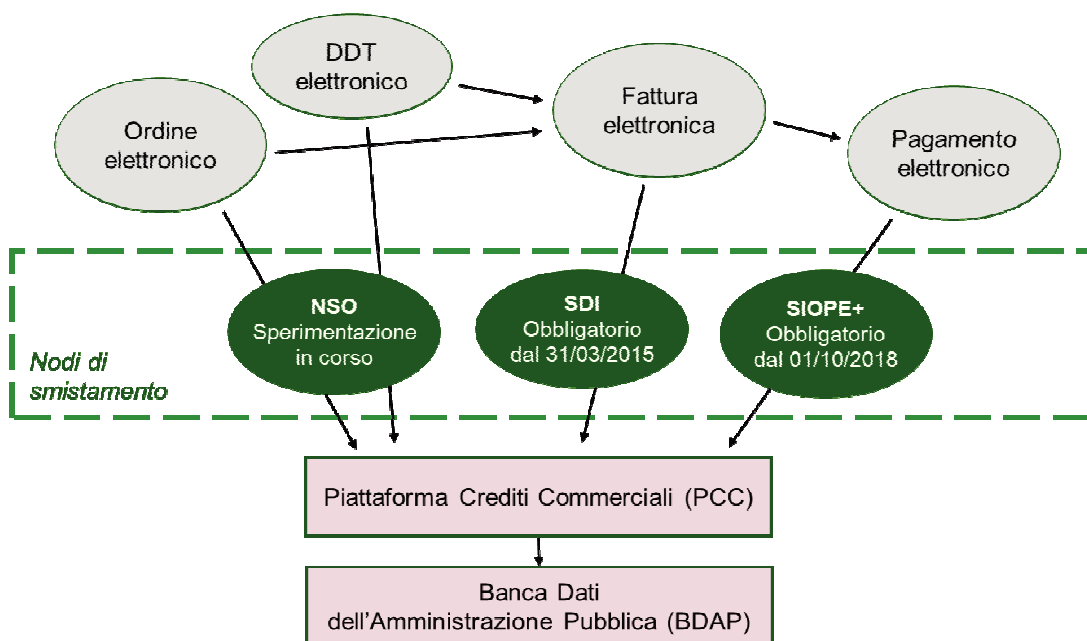 DDT
elettronico
Ordine
elettronico
Fattura
elettronica
Pagamento
elettronico
NSO
Sperimentazione
in corso
SDI
Obbligatorio
dal 31/03/2015
SIOPE+
Obbligatorio
dal 01/10/2018
Nodi di
smistamento
Piattaforma Crediti Commerciali (PCC)
Banca Dati
dell'Amministrazione Pubblica (BDAP)